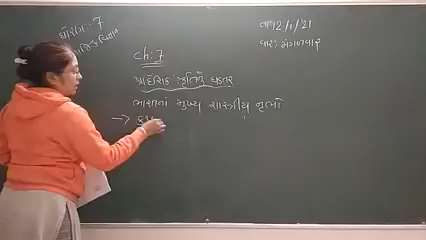 ધોરણ:- 7
સામાજિક વિજ્ઞાન
તા:12/1/'21
વાર: મંગળવાર
Ch: 7
પ્રાદેશિક સંસ્કૃતિનું ઘડતર
ભારતનાં મુખ્ય શાસ્ત્રીય નૃત્યો
→